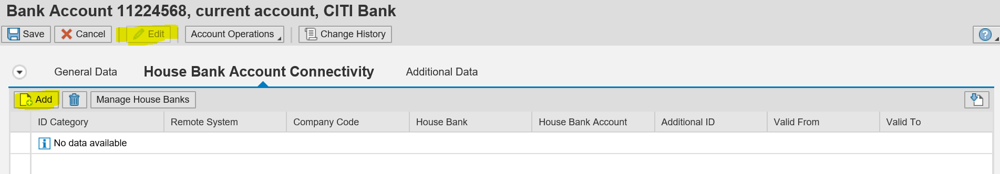 Bank Account 11224568, current account, CITI Bank
Save Cancel Edit Account Operations Change History ?
General Data House Bank Account Connectivity Additional Data
Add Manage House Banks
ID Category Remote System Company Code House Bank House Bank Account Additional ID Valid From Valid To
i No data available